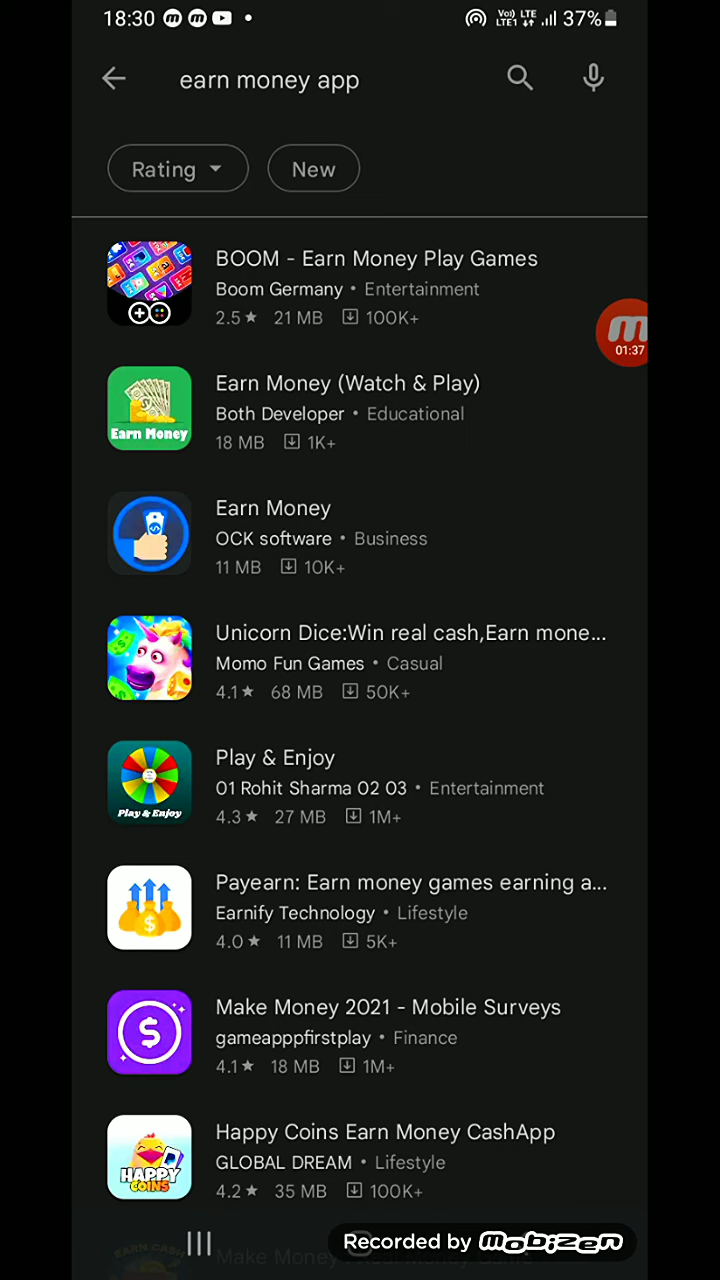 18:30 Vo) LTE LTE1 37%
earn money app
Rating New
BOOM - Earn Money Play Games
Boom Germany • Entertainment
2.5★ 21 MB 100K+
01:37
Earn Money (Watch & Play)
Both Developer • Educational
Earn Money
18 MB 1K+
Earn Money
OCK software • Business
11 MB 10K+
Unicorn Dice:Win real cash,Earn mone...
Momo Fun Games • Casual
4.1★ 68 MB 50K+
Play & Enjoy
01 Rohit Sharma 02 03 • Entertainment
Play & Enjoy
4.3★ 27 MB 1M+
Payearn: Earn money games earning a...
Earnify Technology • Lifestyle
4.0★ 11 MB 5K+
Make Money 2021 - Mobile Surveys
gameapppfirstplay • Finance
4.1★ 18 MB 1M+
Happy Coins Earn Money CashApp
GLOBAL DREAM • Lifestyle
HAPPY
COINS
4.2★ 35 MB 100K+
Recorded by mobizen